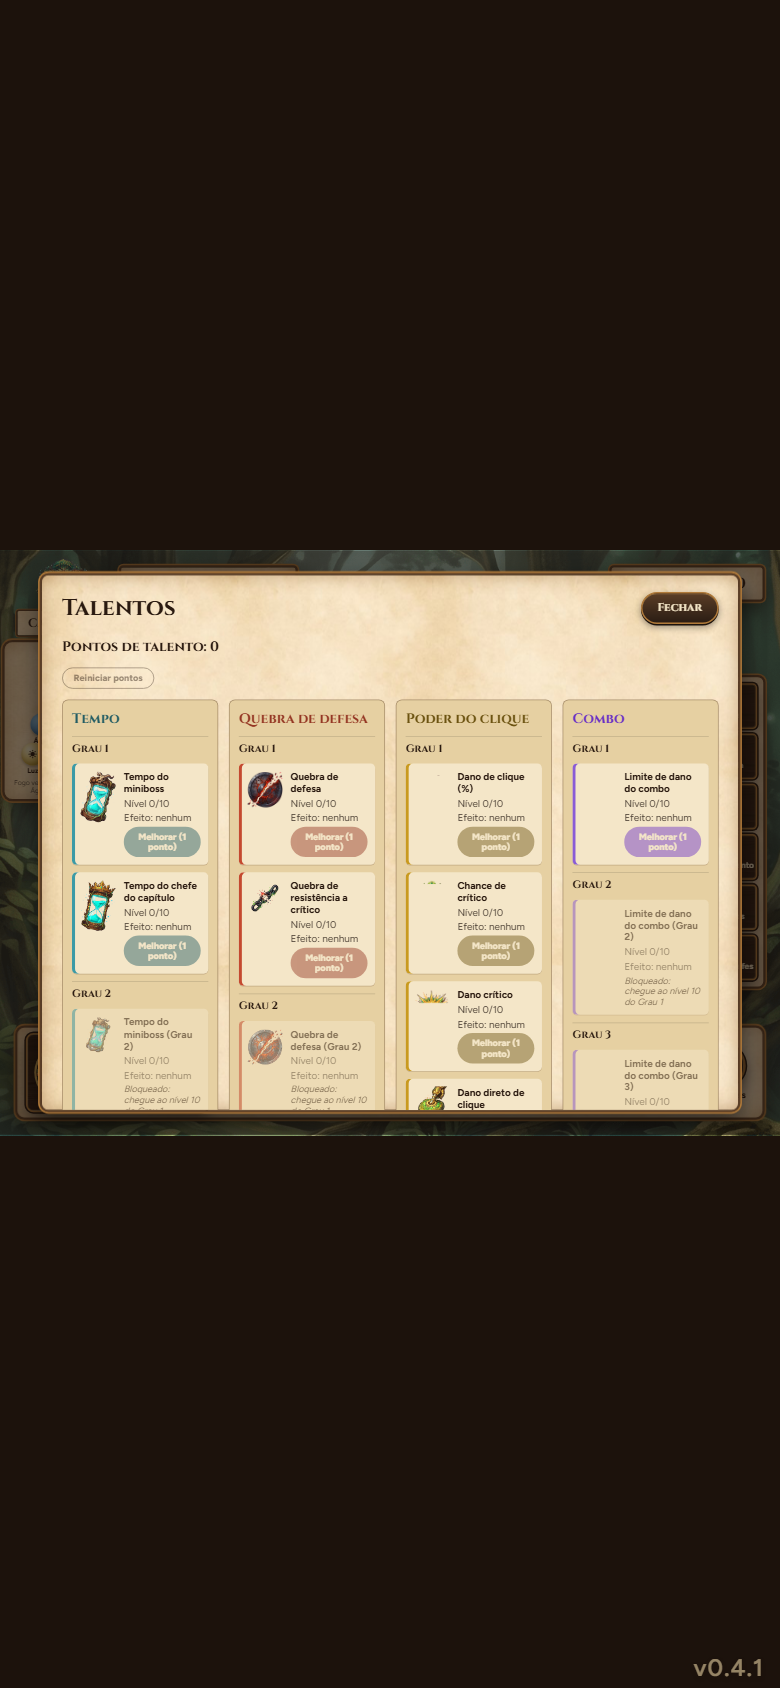 Talentos
Fechar
Pontos de talento: 0
Reiniciar pontos
Tempo
Grau 1
Tempo do
miniboss
Nível 0/10
Efeito: nenhum
Melhorar (1
ponto)
Tempo do chefe
do capítulo
Nível 0/10
Efeito: nenhum
Melhorar (1
ponto)
Grau 2
Tempo do
miniboss (Grau
2)
Nível 0/10
Efeito: nenhum
Bloqueado:
chegue ao nível 10
Quebra de defesa
Grau 1
Quebra de
defesa
Nível 0/10
Efeito: nenhum
Melhorar (1
ponto)
Quebra de
resistência a
crítico
Nível 0/10
Efeito: nenhum
Melhorar (1
ponto)
Grau 2
Quebra de
defesa (Grau 2)
Nível 0/10
Efeito: nenhum
Bloqueado:
chegue ao nível 10
Poder do clique
Grau 1
Dano de clique
(%)
Nível 0/10
Efeito: nenhum
Melhorar (1
ponto)
Chance de
crítico
Nível 0/10
Efeito: nenhum
Melhorar (1
ponto)
Dano crítico
Nível 0/10
Efeito: nenhum
Melhorar (1
ponto)
Dano direto de
clique
Combo
Grau 1
Limite de dano
do combo
Nível 0/10
Efeito: nenhum
Melhorar (1
ponto)
Grau 2
Limite de dano
do combo (Grau
2)
Nível 0/10
Efeito: nenhum
Bloqueado:
chegue ao nível 10
do Grau 1
Grau 3
Limite de dano
do combo (Grau
3)
Nível 0/10
v0.4.1